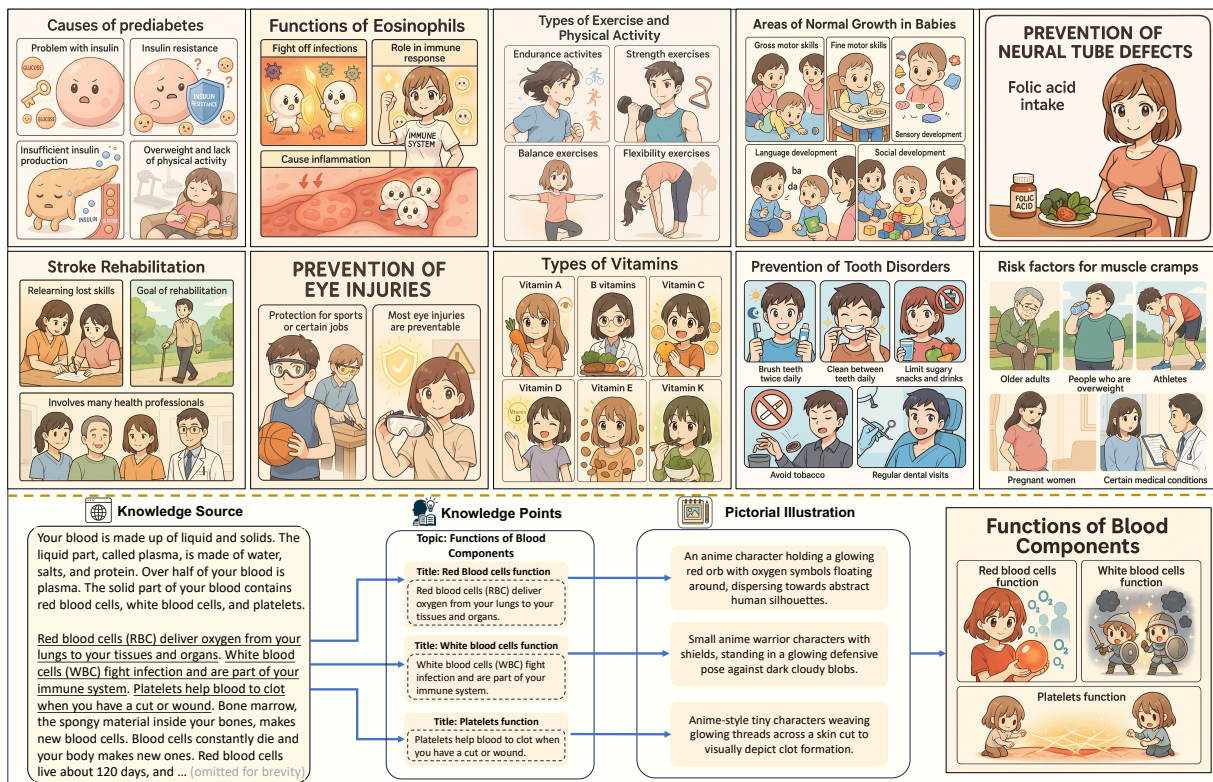 Causes of prediabetes
Problem with insulin
Insulin resistance
GLUCOSE
GLUCOSE
INSULIN
RESISTANCE
Insufficient insulin
production
INSULIN
GLUCOSE
Overweight and lack
of physical activity
Functions of Eosinophils
Fight off infections
Role in immune
response
IMMUNE
SYSTEM
Cause inflammation
Types of Exercise and
Physical Activity
Endurance activites
Strength exercises
Balance exercises
Flexibility exercises
Areas of Normal Growth in Babies
Gross motor skills
Fine motor skills
Sensory development
Language development
ba
da
Social development
PREVENTION OF
NEURAL TUBE DEFECTS
Folic acid
intake
FOLIC
ACID
Stroke Rehabilitation
Relearning lost skills
Goal of rehabilitation
Involves many health professionals
PREVENTION OF
EYE INJURIES
Protection for sports
or certain jobs
Most eye injuries
are preventable
Types of Vitamins
Vitamin A
B vitamins
Vitamin C
Vitamin D
Vitamin
D
Vitamin E
Vitamin K
Prevention of Tooth Disorders
Brush teeth
twice daily
Clean between
teeth daily
Limit sugary
snacks and drinks
Avoid tobacco
Regular dental visits
Risk factors for muscle cramps
Older adults
People who are
overweight
Athletes
Pregnant women
Certain medical conditions
Knowledge Source
Your blood is made up of liquid and solids. The
liquid part, called plasma, is made of water,
salts, and protein. Over half of your blood is
plasma. The solid part of your blood contains
red blood cells, white blood cells, and platelets.
Red blood cells (RBC) deliver oxygen from your
lungs to your tissues and organs. White blood
cells (WBC) fight infection and are part of your
immune system. Platelets help blood to clot
when you have a cut or wound. Bone marrow,
the spongy material inside your bones, makes
new blood cells. Blood cells constantly die and
your body makes new ones. Red blood cells
live about 120 days, and ... (omitted for brevity)
Knowledge Points
Topic: Functions of Blood
Components
Title: Red Blood cells function
Red blood cells (RBC) deliver
oxygen from your lungs to your
tissues and organs.
Title: White blood cells function
White blood cells (WBC) fight
infection and are part of your
immune system.
Title: Platelets function
Platelets help blood to clot when
you have a cut or wound.
Pictorial Illustration
An anime character holding a glowing
red orb with oxygen symbols floating
around, dispersing towards abstract
human silhouettes.
Small anime warrior characters with
shields, standing in a glowing defensive
pose against dark cloudy blobs.
Anime-style tiny characters weaving
glowing threads across a skin cut to
visually depict clot formation.
Functions of Blood
Components
Red blood cells
function
O2
O2
O2
O2
White blood cells
function
Platelets function